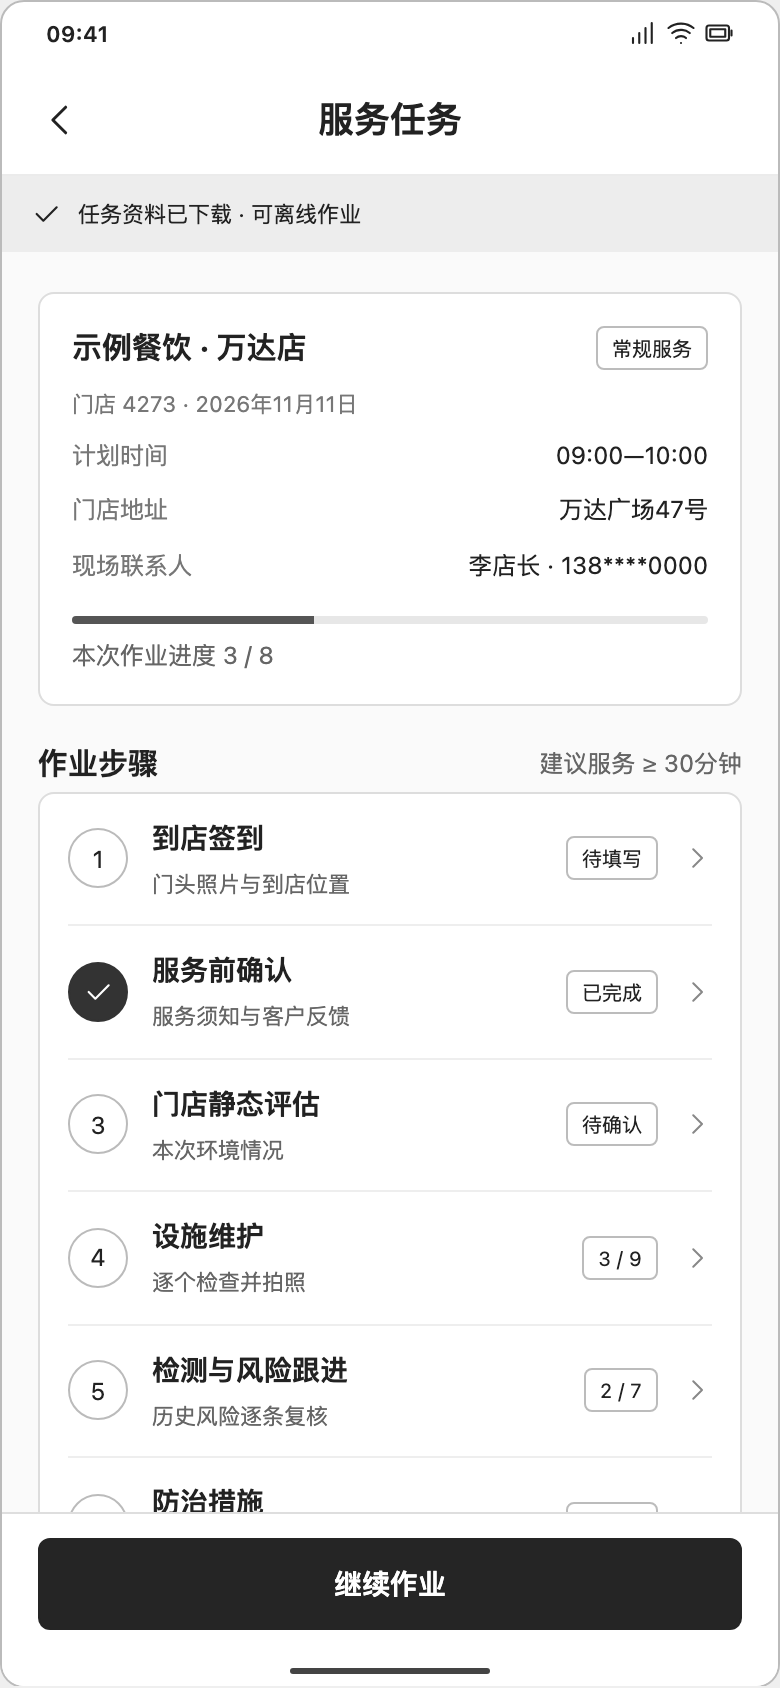 09:41
服务任务
任务资料已下载 · 可离线作业
示例餐饮 · 万达店
常规服务
门店 4273 · 2026年11月11日
计划时间 09:00—10:00
门店地址 万达广场47号
现场联系人 李店长 · 138****0000
本次作业进度 3 / 8
作业步骤 建议服务 ≥ 30分钟
1 到店签到 待填写
门头照片与到店位置
服务前确认 已完成
服务须知与客户反馈
3 门店静态评估 待确认
本次环境情况
4 设施维护 3 / 9
逐个检查并拍照
5 检测与风险跟进 2 / 7
历史风险逐条复核
防治措施
继续作业